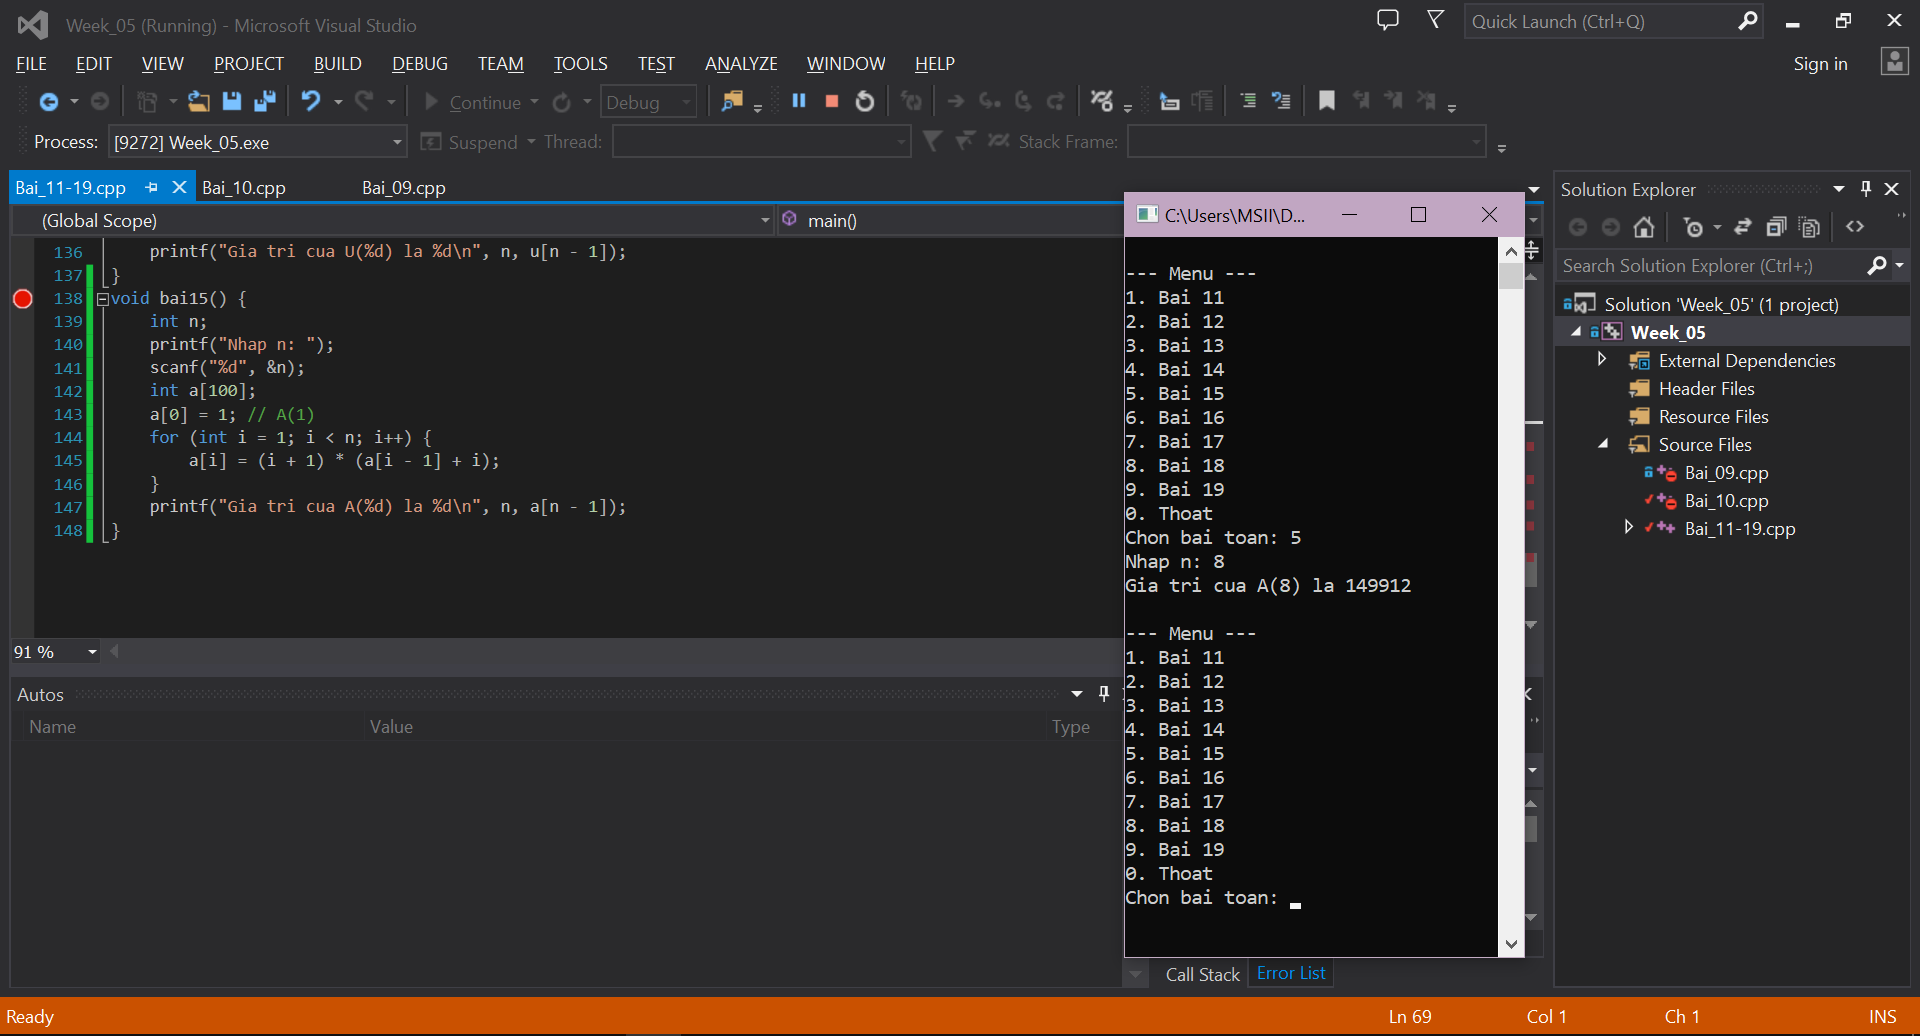 Week_05 (Running) - Microsoft Visual Studio
Quick Launch (Ctrl+Q)
FILE EDIT VIEW PROJECT BUILD DEBUG TEAM TOOLS TEST ANALYZE WINDOW HELP
Sign in
Continue Debug
Process: [9272] Week_05.exe Suspend Thread: Stack Frame:
Bai_11-19.cpp Bai_10.cpp Bai_09.cpp
(Global Scope) main()
136 printf("Gia tri cua U(%d) la %d\n", n, u[n - 1]);
137 }
138 void bai15() {
139 int n;
140 printf("Nhap n: ");
141 scanf("%d", &n);
142 int a[100];
143 a[0] = 1; // A(1)
144 for (int i = 1; i < n; i++) {
145 a[i] = (i + 1) * (a[i - 1] + i);
146 }
147 printf("Gia tri cua A(%d) la %d\n", n, a[n - 1]);
148 }
91 %
Autos
Name Value Type
C:\Users\MSII\D...
--- Menu ---
1. Bai 11
2. Bai 12
3. Bai 13
4. Bai 14
5. Bai 15
6. Bai 16
7. Bai 17
8. Bai 18
9. Bai 19
0. Thoat
Chon bai toan: 5
Nhap n: 8
Gia tri cua A(8) la 149912
--- Menu ---
1. Bai 11
2. Bai 12
3. Bai 13
4. Bai 14
5. Bai 15
6. Bai 16
7. Bai 17
8. Bai 18
9. Bai 19
0. Thoat
Chon bai toan:
Call Stack Error List
Solution Explorer
Search Solution Explorer (Ctrl+;)
Solution 'Week_05' (1 project)
Week_05
External Dependencies
Header Files
Resource Files
Source Files
Bai_09.cpp
Bai_10.cpp
Bai_11-19.cpp
Ready Ln 69 Col 1 Ch 1 INS